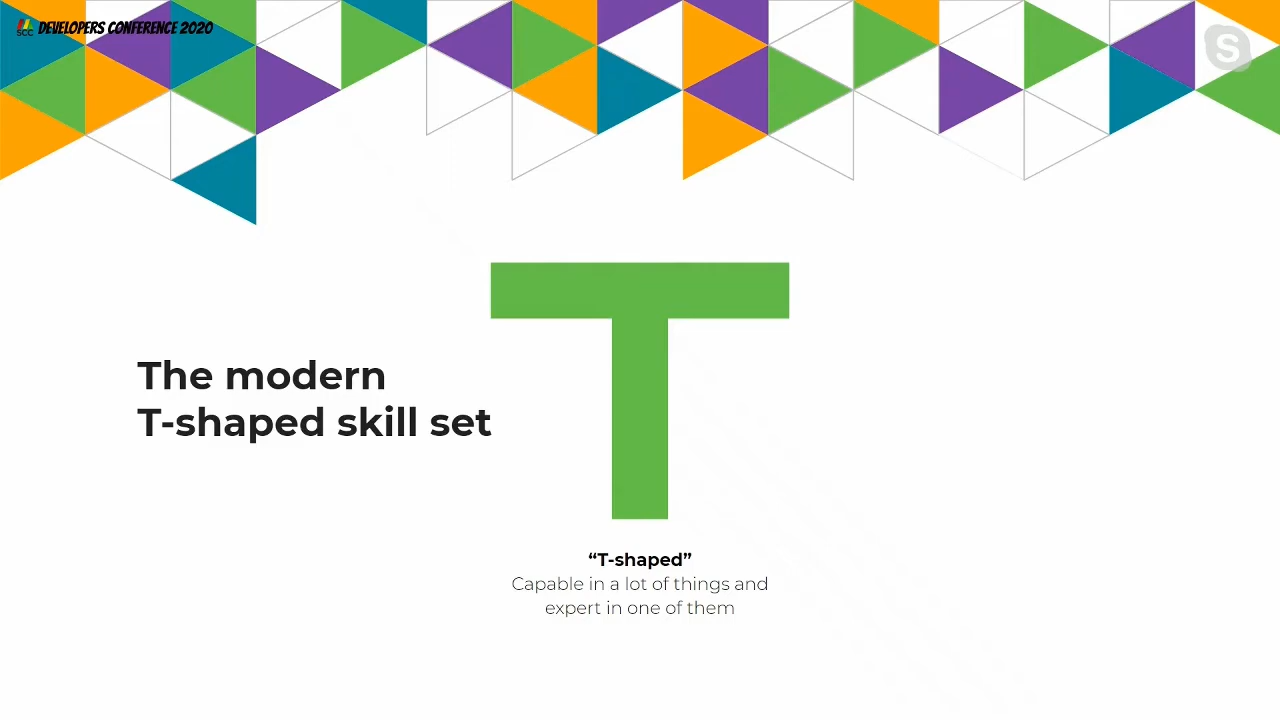 SCC DEVELOPERS CONFERENCE 2020
The modern
T-shaped skill set
T
“T-shaped”
Capable in a lot of things and
expert in one of them